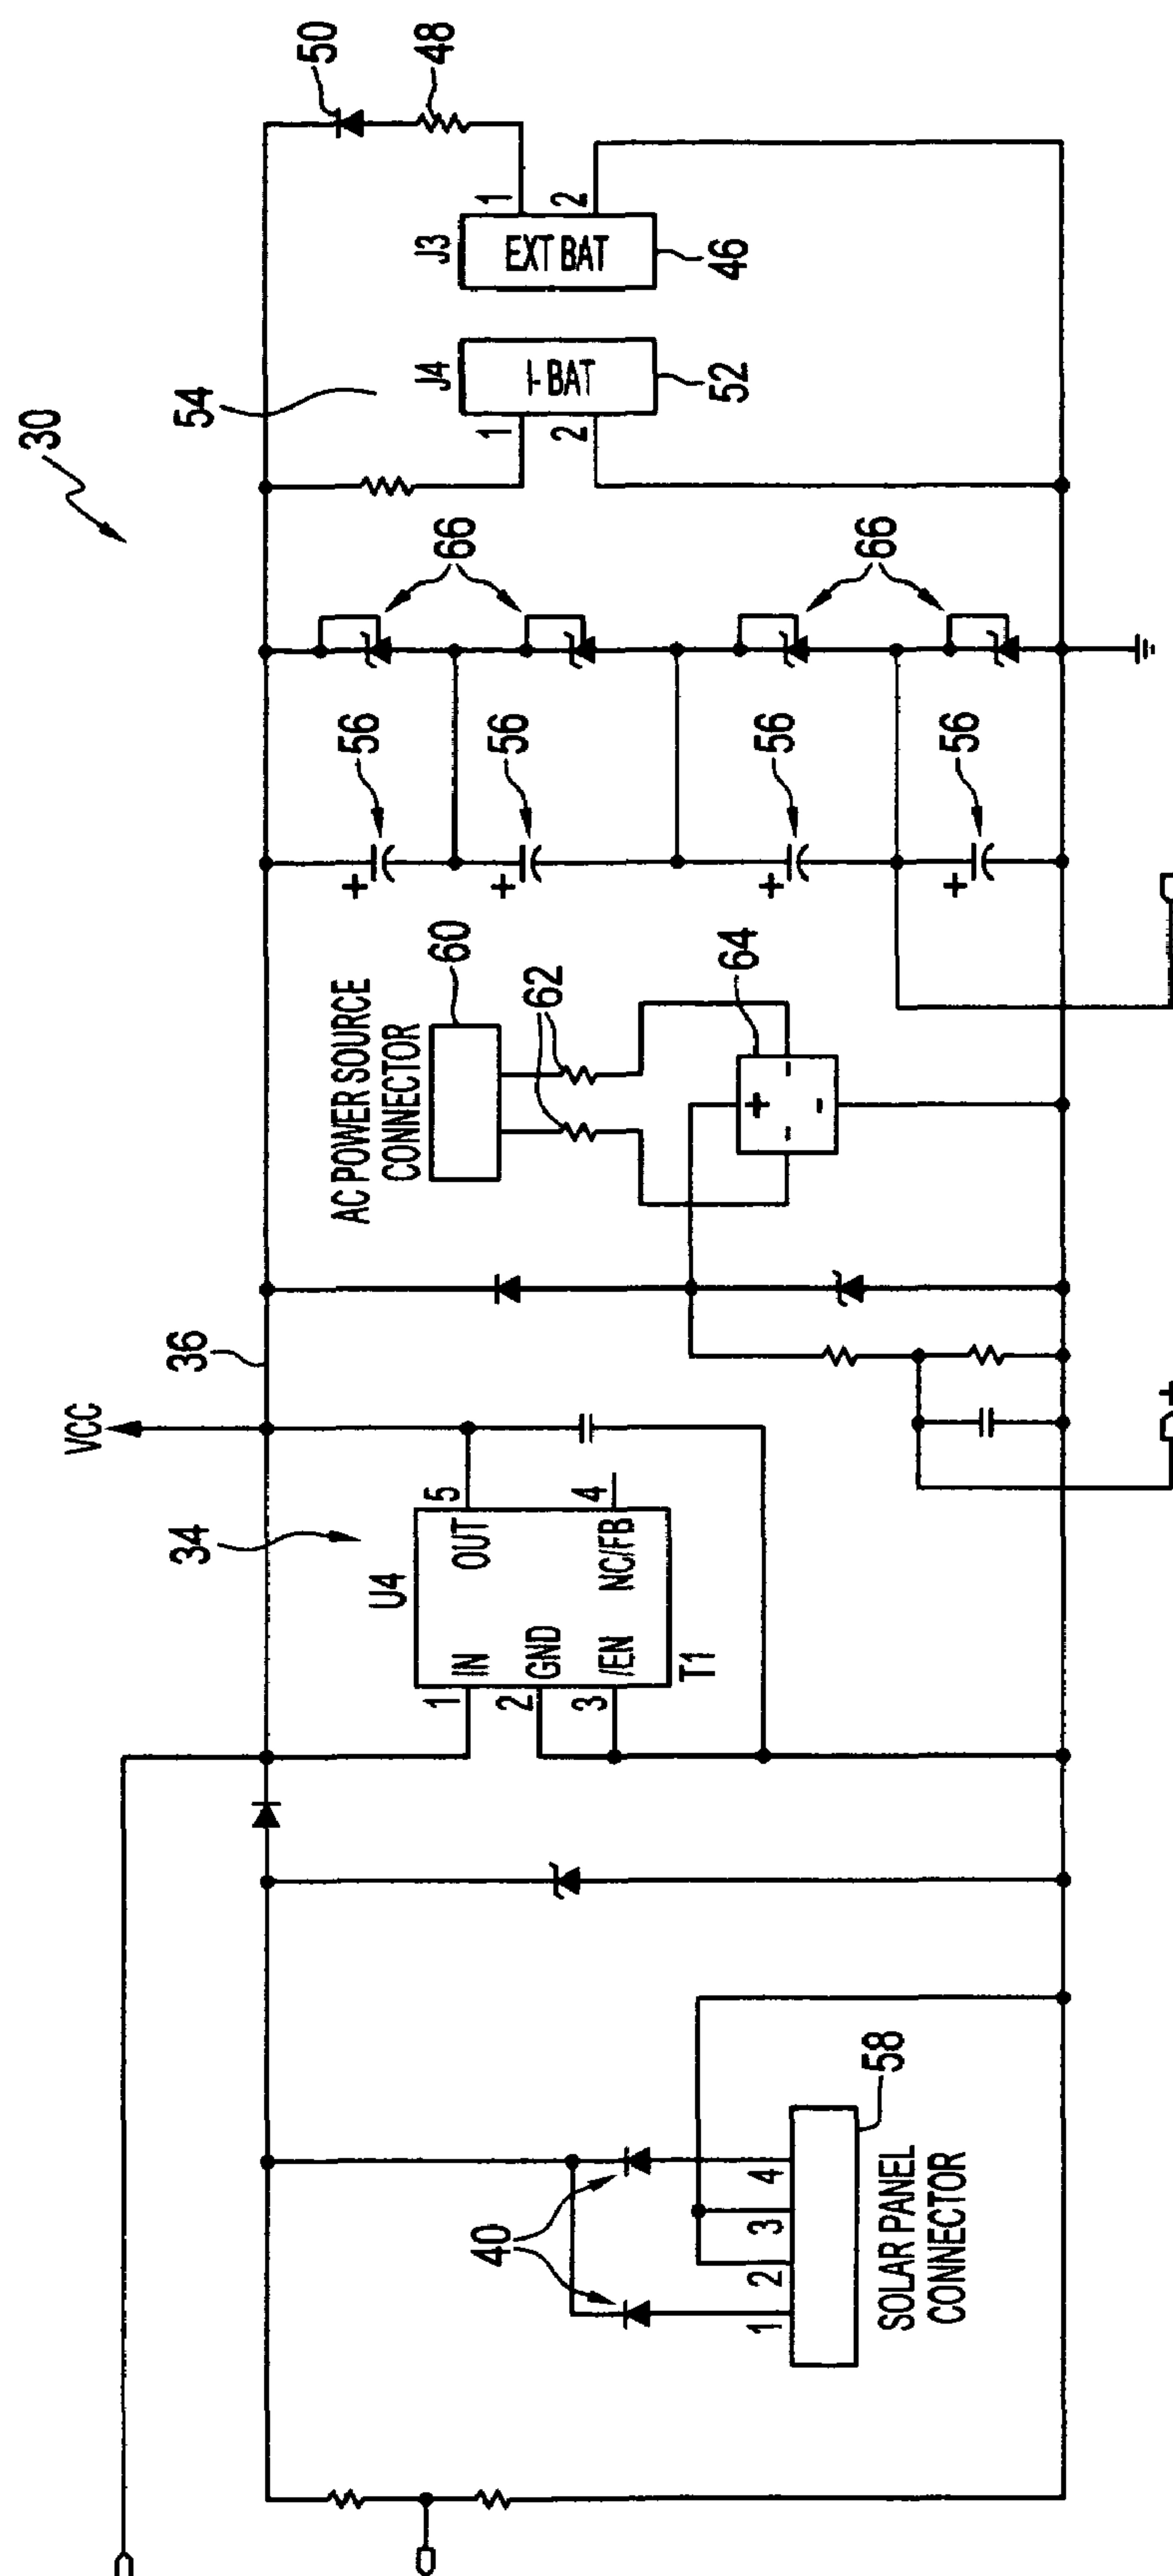 30
54
50
48
J3
EXT BAT
1
2
46
J4
I-BAT
1
2
52
66
66
56
+
56
+
56
+
56
+
AC POWER SOURCE
CONNECTOR
60
62
64
+
-
-
-
36
VCC
34
U4
OUT
5
NC/FB
4
IN
1
GND
2
/EN
3
T1
+
40
4
3
2
1
58
SOLAR PANEL
CONNECTOR